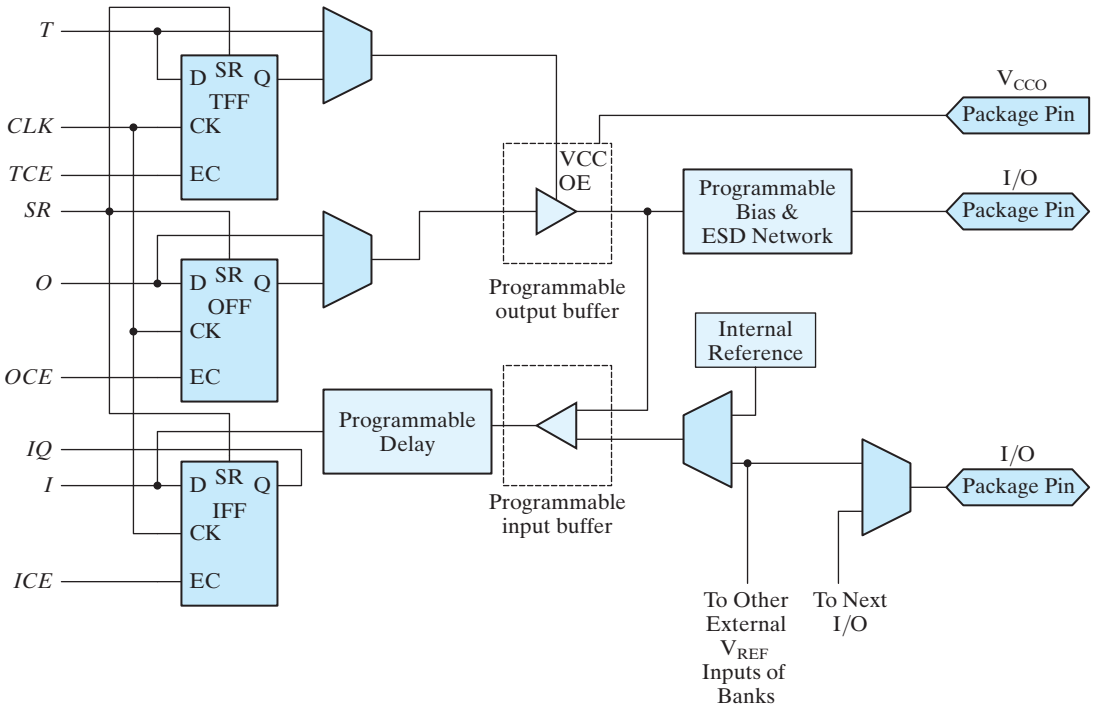 T
SR
D
Q
TFF
CK
EC
CLK
TCE
SR
V_CCO
Package Pin
VCC
OE
Programmable
output buffer
Programmable
Bias &
ESD Network
I/O
Package Pin
SR
D
Q
OFF
CK
EC
O
OCE
Internal
Reference
Programmable
Delay
Programmable
input buffer
IQ
I
SR
D
Q
IFF
CK
EC
ICE
I/O
Package Pin
To Other
External
V_REF
Inputs of
Banks
To Next
I/O